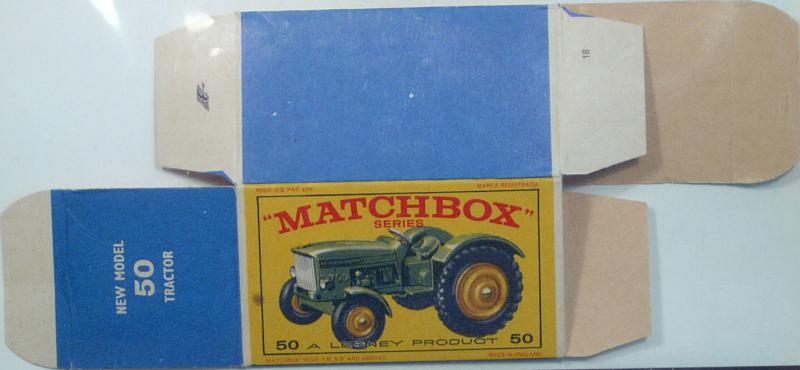 18
REGD. U.S. PAT. OFF.
MARCA REGISTRADA
"MATCHBOX"
SERIES
700
50 A LESNEY PRODUCT 50
MADE IN ENGLAND
NEW MODEL
50
TRACTOR